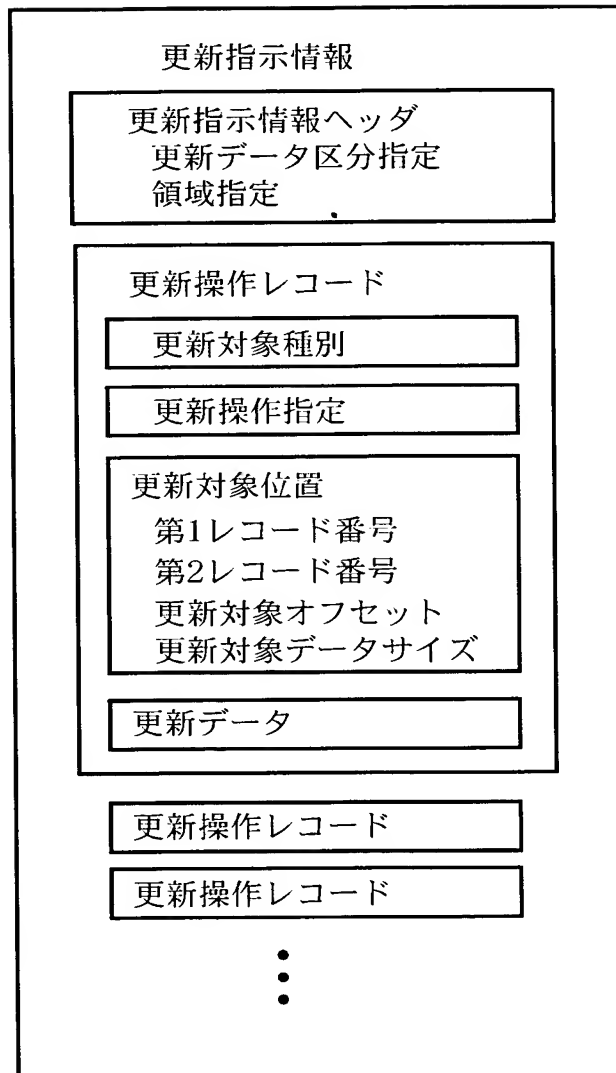 更新指示情報
更新指示情報ヘッダ
更新データ区分指定
領域指定
更新操作レコード
更新対象種別
更新操作指定
更新対象位置
第1レコード番号
第2レコード番号
更新対象オフセット
更新対象データサイズ
更新データ
更新操作レコード
更新操作レコード